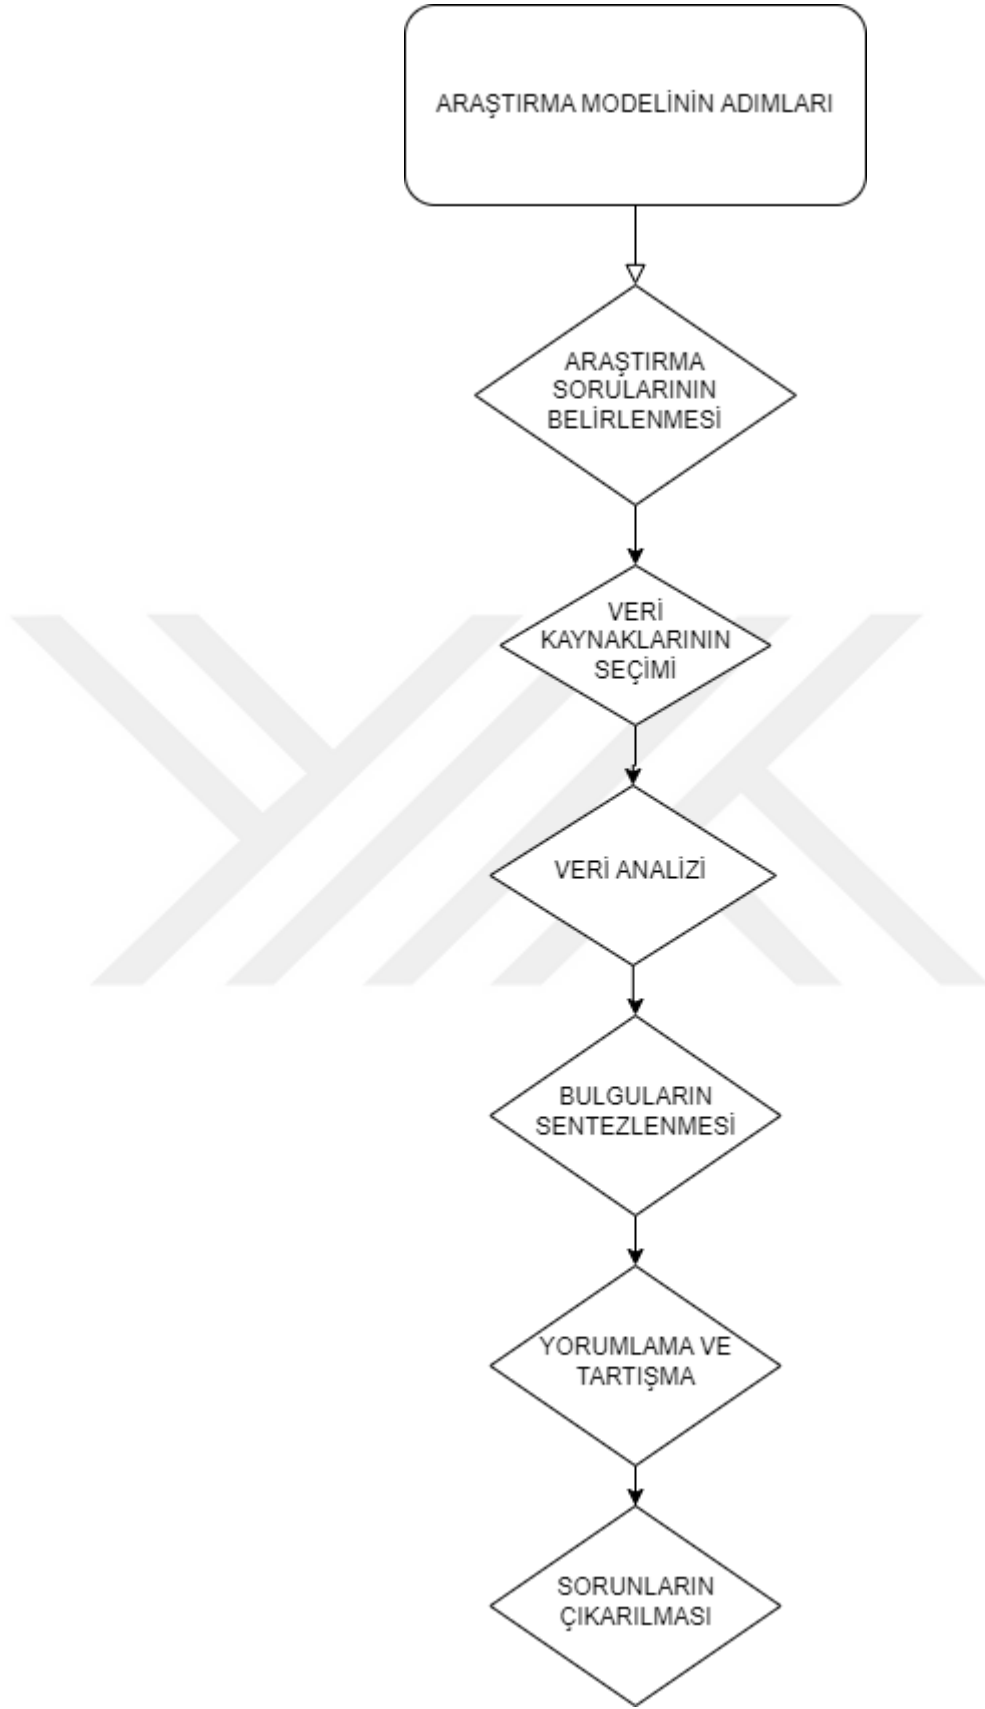 ARAŞTIRMA MODELİNİN ADIMLARI
ARAŞTIRMA
SORULARININ
BELİRLENMESİ
VERİ
KAYNAKLARININ
SEÇİMİ
VERİ ANALİZİ
BULGULARIN
SENTEZLENMESİ
YORUMLAMA VE
TARTIŞMA
SORUNLARIN
ÇIKARILMASI